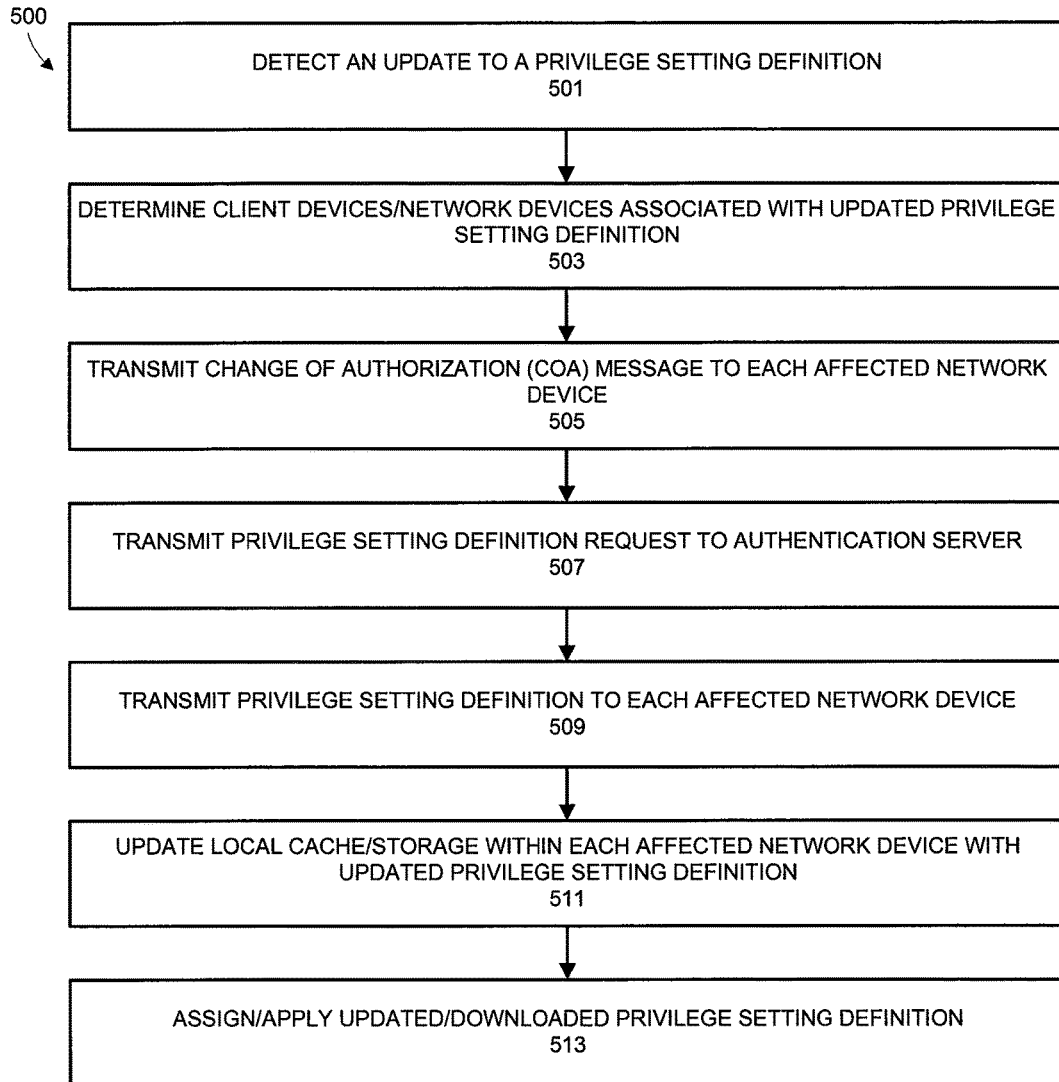 500
DETECT AN UPDATE TO A PRIVILEGE SETTING DEFINITION
501
DETERMINE CLIENT DEVICES/NETWORK DEVICES ASSOCIATED WITH UPDATED PRIVILEGE
SETTING DEFINITION
503
TRANSMIT CHANGE OF AUTHORIZATION (COA) MESSAGE TO EACH AFFECTED NETWORK
DEVICE
505
TRANSMIT PRIVILEGE SETTING DEFINITION REQUEST TO AUTHENTICATION SERVER
507
TRANSMIT PRIVILEGE SETTING DEFINITION TO EACH AFFECTED NETWORK DEVICE
509
UPDATE LOCAL CACHE/STORAGE WITHIN EACH AFFECTED NETWORK DEVICE WITH
UPDATED PRIVILEGE SETTING DEFINITION
511
ASSIGN/APPLY UPDATED/DOWNLOADED PRIVILEGE SETTING DEFINITION
513